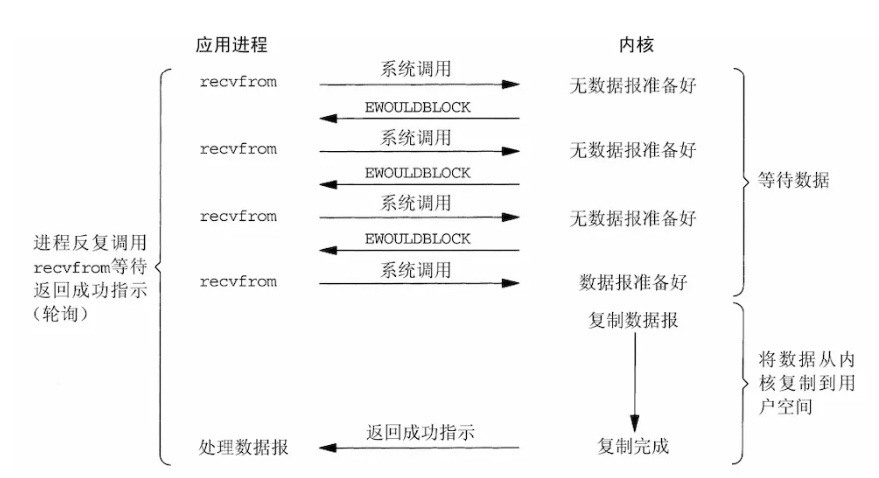 应用进程
内核
系统调用
recvfrom
无数据报准备好
EWOULDBLOCK
系统调用
recvfrom
无数据报准备好
EWOULDBLOCK
等待数据
系统调用
recvfrom
无数据报准备好
EWOULDBLOCK
进程反复调用
recvfrom等待
返回成功指示
（轮询）
系统调用
recvfrom
数据报准备好
复制数据报
将数据从内
核复制到用
户空间
返回成功指示
处理数据报
复制完成